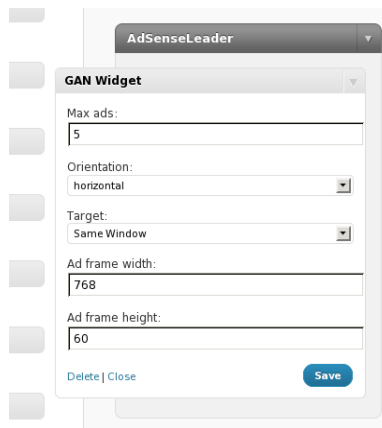 AdSenseLeader
GAN Widget
Max ads:
5
Orientation:
horizontal
Target:
Same Window
Ad frame width:
768
Ad frame height:
60
Delete | Close
Save